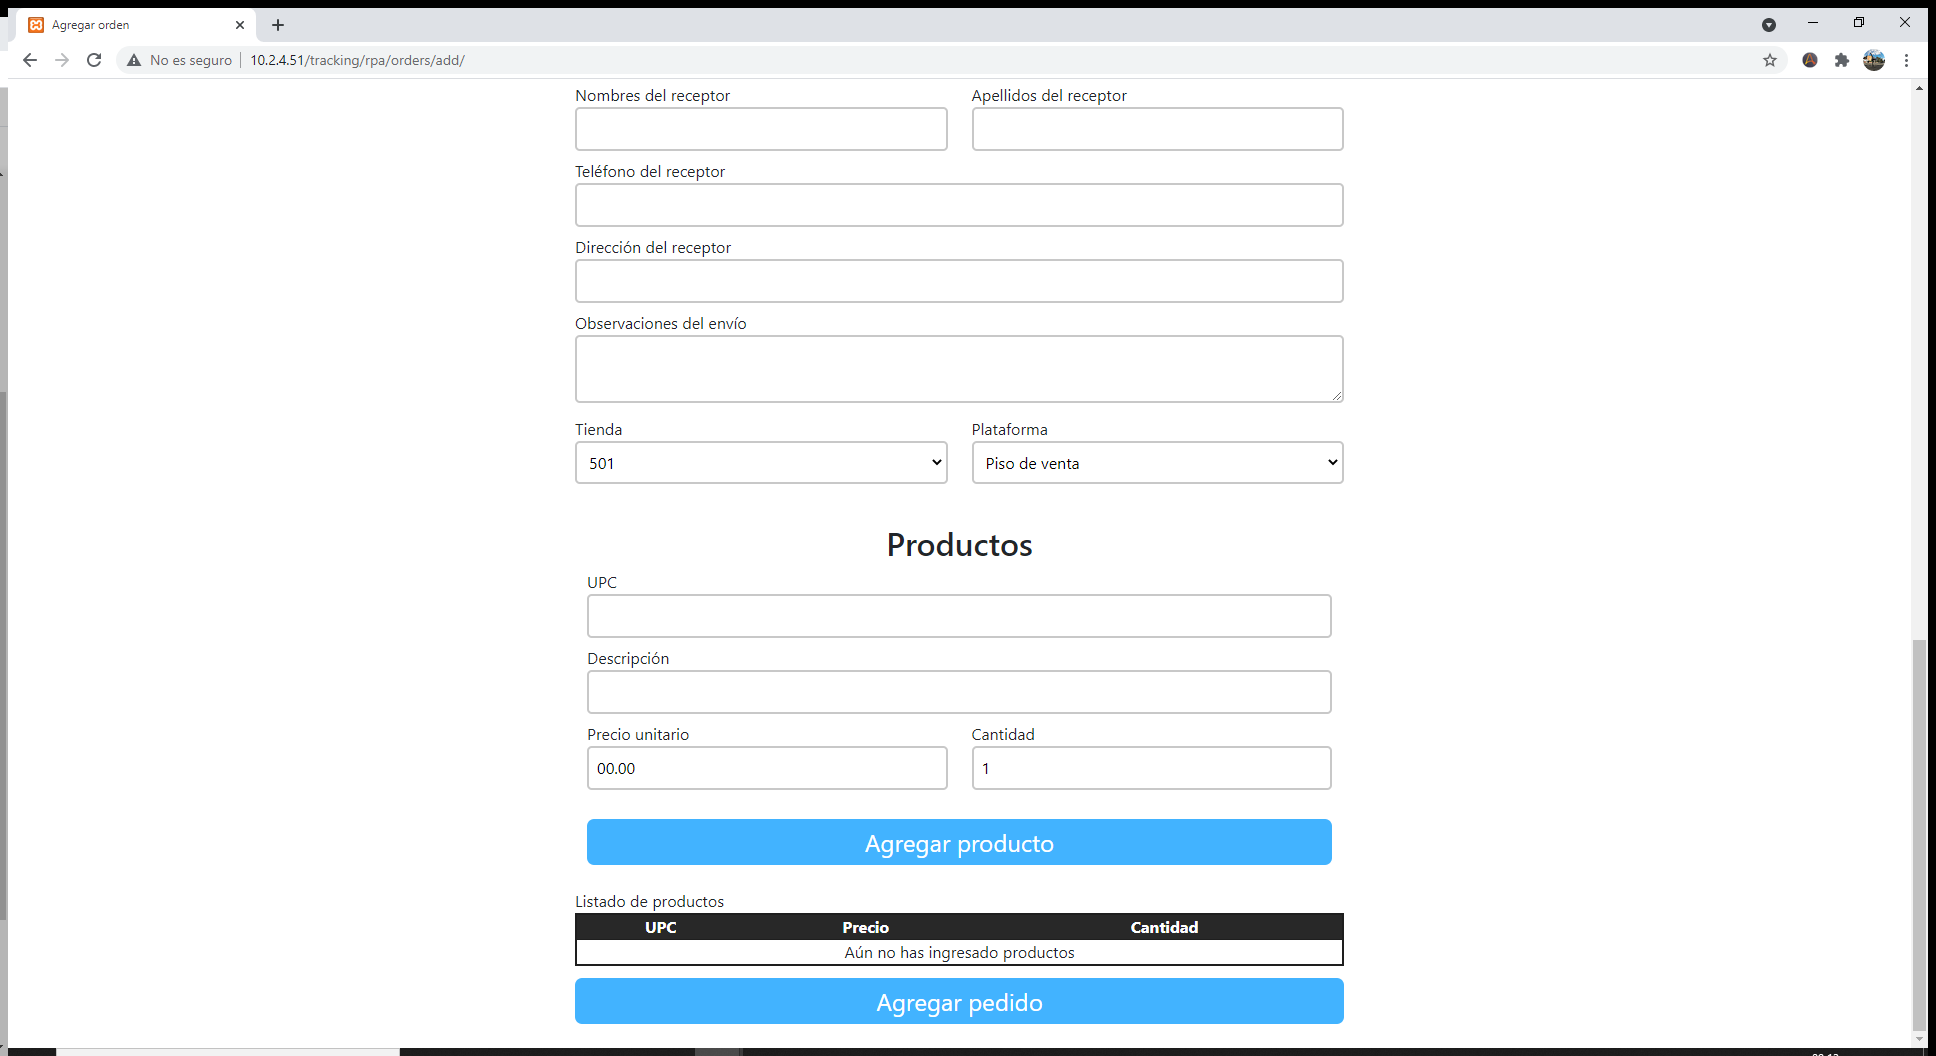 Agregar orden
No es seguro 10.2.4.51/tracking/rpa/orders/add/
Nombres del receptor Apellidos del receptor
Teléfono del receptor
Dirección del receptor
Observaciones del envío
Tienda Plataforma
501 Piso de venta
Productos
UPC
Descripción
Precio unitario Cantidad
00.00 1
Agregar producto
Listado de productos
UPC Precio Cantidad
Aún no has ingresado productos
Agregar pedido